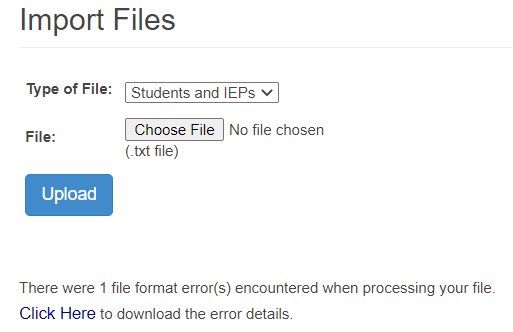 Import Files
Type of File: Students and IEPs
File: Choose File No file chosen
(.txt file)
Upload
There were 1 file format error(s) encountered when processing your file.
Click Here to download the error details.